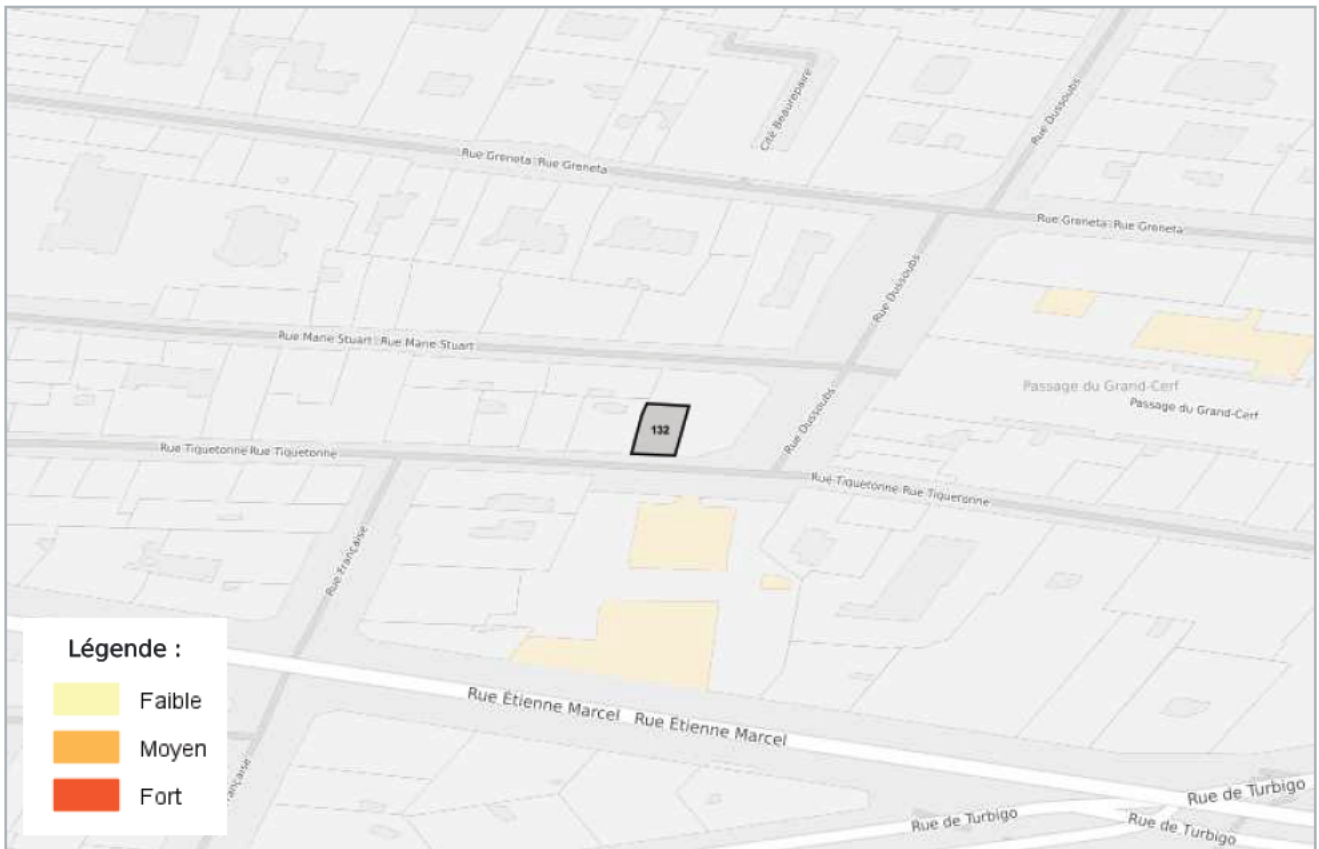 Cité Beaurepaire
Rue Dussoubs
Rue Greneta Rue Greneta
Rue Greneta Rue Greneta
Rue Dussoubs
Rue Marie Stuart Rue Marie Stuart
Passage du Grand-Cerf
Passage du Grand-Cerf
Rue Dussoubs
132
Rue Tiquetonne Rue Tiquetonne
Rue Tiquetonne Rue Tiquetonne
Rue Française
Légende :
Faible
Moyen
Fort
Rue Étienne Marcel Rue Étienne Marcel
rançaise
Rue de Turbigo
Rue de Turbigo
Rue de Turbigo